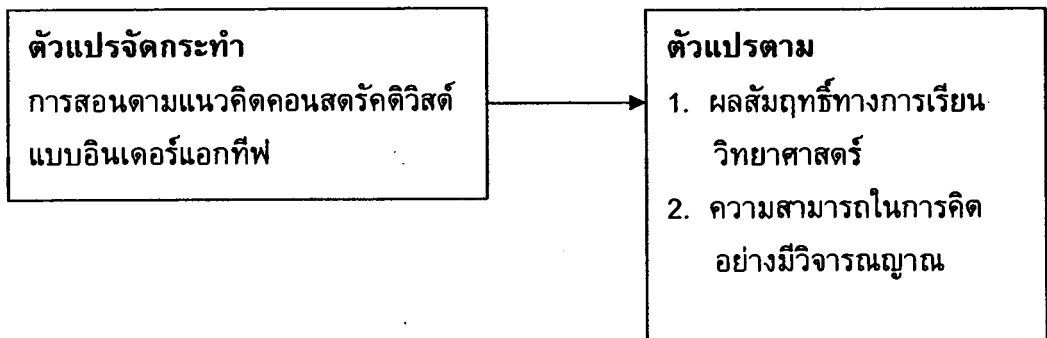 ตัวแปรจัดกระทำ
การสอนตามแนวคิดคอนสตรัคติวิสต์
แบบอินเตอร์แอกทีฟ
ตัวแปรตาม
1. ผลสัมฤทธิ์ทางการเรียน
วิทยาศาสตร์
2. ความสามารถในการคิด
อย่างมีวิจารณญาณ